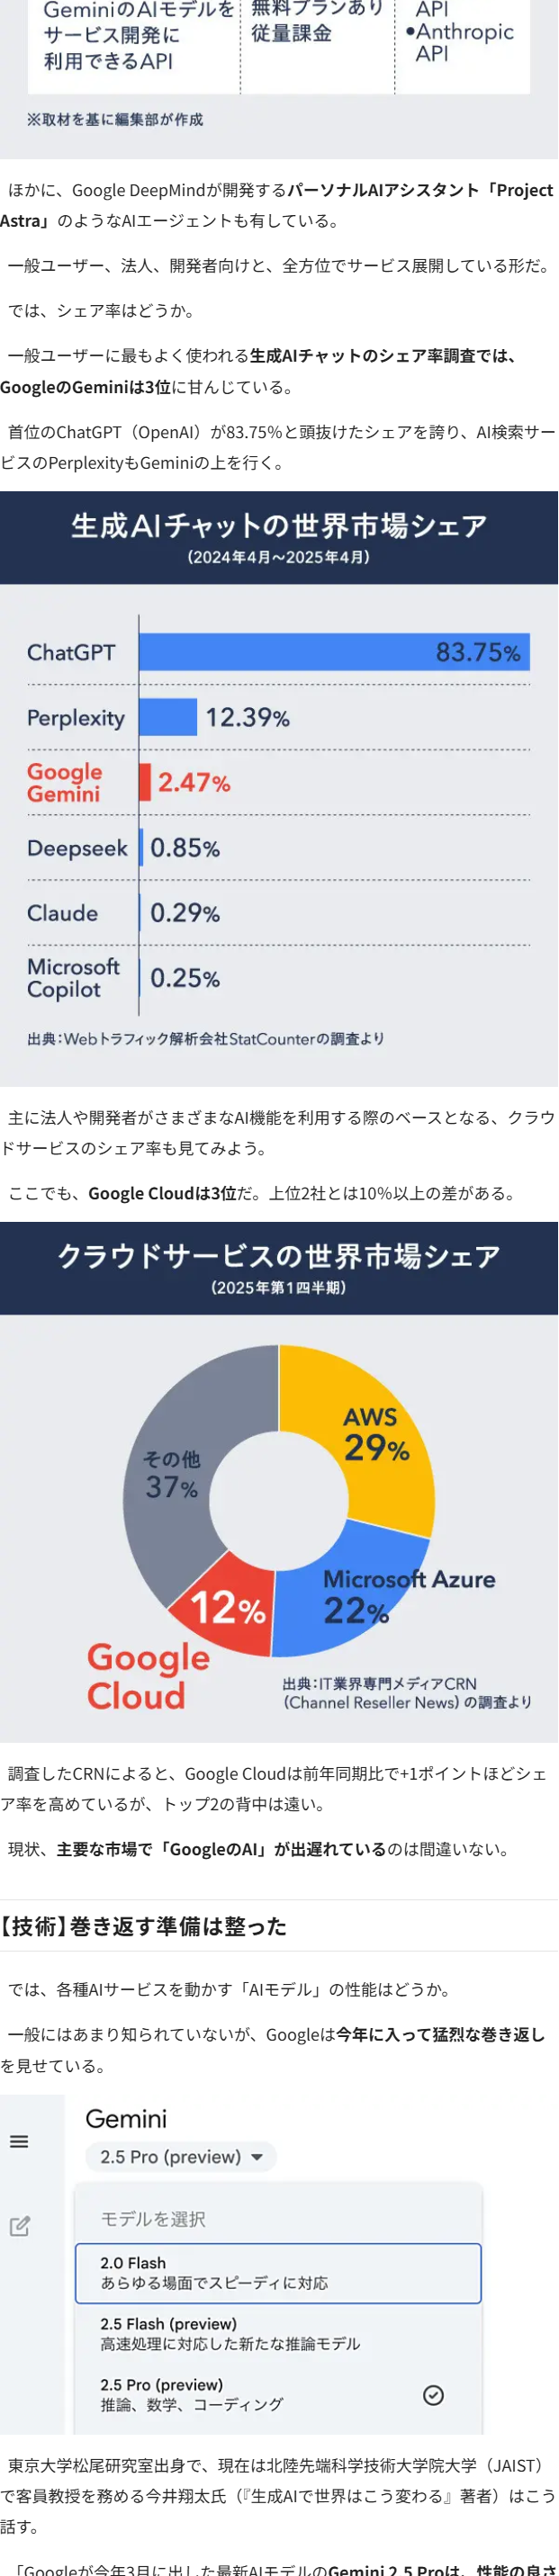 GeminiのAIモデルを
サービス開発に
利用できるAPI
無料プランあり
従量課金
API
•Anthropic
API
※取材を基に編集部が作成
ほかに、Google DeepMindが開発するパーソナルAIアシスタント「Project
Astra」のようなAIエージェントも有している。
一般ユーザー、法人、開発者向けと、全方位でサービス展開している形だ。
では、シェア率はどうか。
一般ユーザーに最もよく使われる生成AIチャットのシェア率調査では、
GoogleのGeminiは3位に甘んじている。
首位のChatGPT（OpenAI）が83.75%と頭抜けたシェアを誇り、AI検索サー
ビスのPerplexityもGeminiの上を行く。
生成AIチャットの世界市場シェア
(2024年4月〜2025年4月)
ChatGPT 83.75%
Perplexity 12.39%
Google
Gemini 2.47%
Deepseek 0.85%
Claude 0.29%
Microsoft
Copilot 0.25%
出典:Webトラフィック解析会社StatCounterの調査より
主に法人や開発者がさまざまなAI機能を利用する際のベースとなる、クラウ
ドサービスのシェア率も見てみよう。
ここでも、Google Cloudは3位だ。上位2社とは10%以上の差がある。
クラウドサービスの世界市場シェア
(2025年第1四半期)
AWS
29%
その他
37%
Microsoft Azure
22%
12%
Google
Cloud
出典:IT業界専門メディアCRN
(Channel Reseller News) の調査より
調査したCRNによると、Google Cloudは前年同期比で+1ポイントほどシェ
ア率を高めているが、トップ2の背中は遠い。
現状、主要な市場で「GoogleのAI」が出遅れているのは間違いない。
【技術】巻き返す準備は整った
では、各種AIサービスを動かす「AIモデル」の性能はどうか。
一般にはあまり知られていないが、Googleは今年に入って猛烈な巻き返し
を見せている。
Gemini
2.5 Pro (preview)
モデルを選択
2.0 Flash
あらゆる場面でスピーディに対応
2.5 Flash (preview)
高速処理に対応した新たな推論モデル
2.5 Pro (preview)
推論、数学、コーディング
東京大学松尾研究室出身で、現在は北陸先端科学技術大学院大学（JAIST）
で客員教授を務める今井翔太氏（『生成AIで世界はこう変わる』著者）はこう
話す。
「Googleが今年3月に出した最新AIモデルのGemini 2.5 Proは、性能の良さ